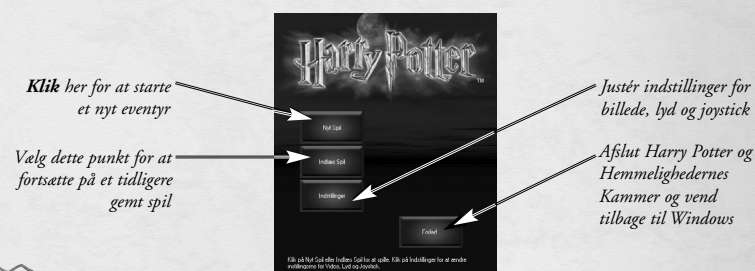 Harry Potter
TM
Klik her for at starte
et nyt eventyr
Vælg dette punkt for at
fortsætte på et tidligere
gemt spil
Nyt Spil
Indlæs Spil
Indstillinger
Forlad
Klik på Nyt Spil eller Indlæs Spil for at spille. Klik på Indstillinger for at ændre
instillingerne for Video, Lyd og Joystick.
Justér indstillinger for
billede, lyd og joystick
Afslut Harry Potter og
Hemmelighedernes
Kammer og vend
tilbage til Windows